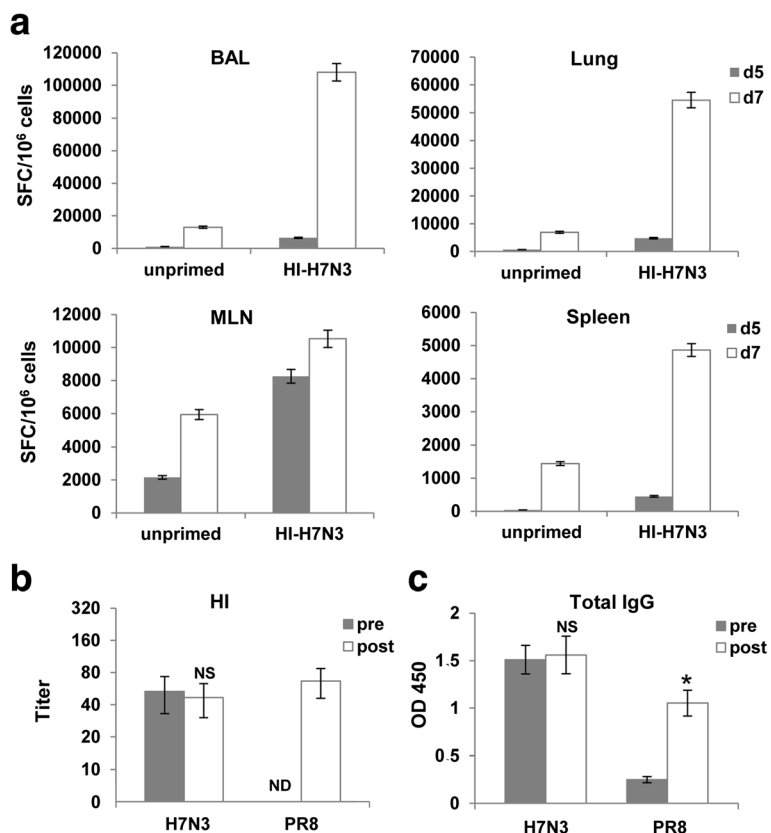 a
BAL
SFC/10⁶ cells
120000
100000
80000
60000
40000
20000
0
unprimed HI-H7N3
Lung
70000
60000
50000
40000
30000
20000
10000
0
unprimed HI-H7N3
d5
d7
MLN
SFC/10⁶ cells
12000
10000
8000
6000
4000
2000
0
unprimed HI-H7N3
Spleen
6000
5000
4000
3000
2000
1000
0
unprimed HI-H7N3
d5
d7
b
HI
Titer
320
160
80
40
20
10
0
NS
ND
H7N3 PR8
pre
post
c
Total IgG
OD 450
2
1.5
1
0.5
0
NS
*
H7N3 PR8
pre
post